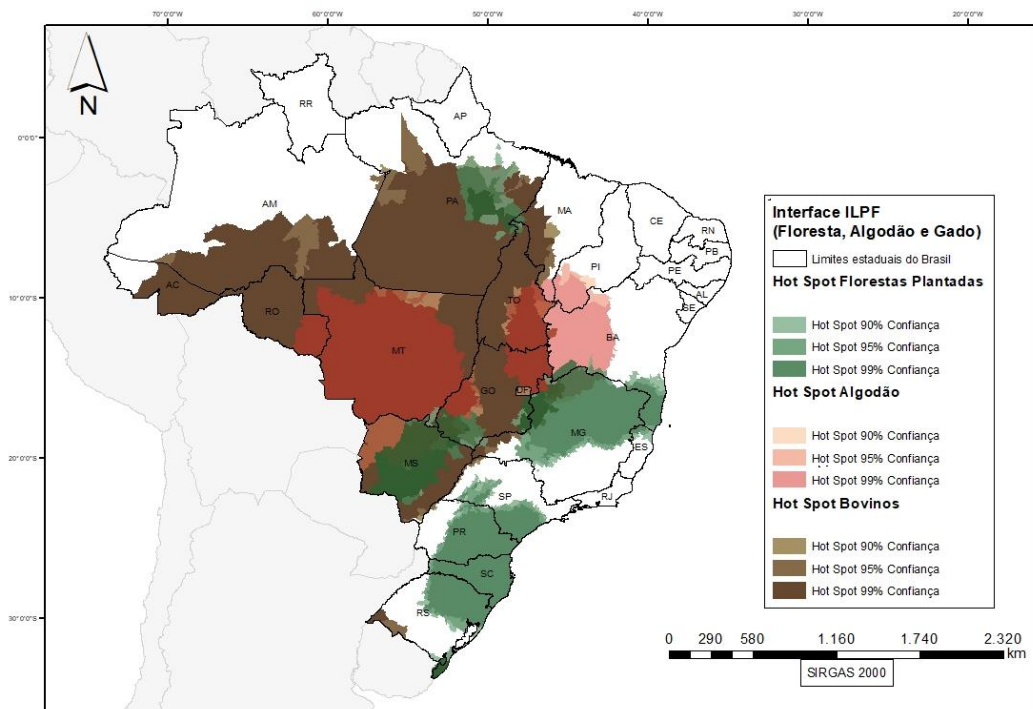 70°0'0"W 60°0'0"W 50°0'0"W 40°0'0"W 30°0'0"W 20°0'0"W
N
0°0'0"
10°0'0"S
20°0'0"S
30°0'0"S
RR
AP
AM
PA
MA
CE
RN
PB
PI
PE
AL
SE
AC
RO
TO
BA
MT
GO
DF
MG
ES
MS
SP
RJ
PR
SC
RS
Interface ILPF
(Floresta, Algodão e Gado)
Limites estaduais do Brasil
Hot Spot Florestas Plantadas
Hot Spot 90% Confiança
Hot Spot 95% Confiança
Hot Spot 99% Confiança
Hot Spot Algodão
Hot Spot 90% Confiança
Hot Spot 95% Confiança
Hot Spot 99% Confiança
Hot Spot Bovinos
Hot Spot 90% Confiança
Hot Spot 95% Confiança
Hot Spot 99% Confiança
0 290 580 1.160 1.740 2.320
km
SIRGAS 2000